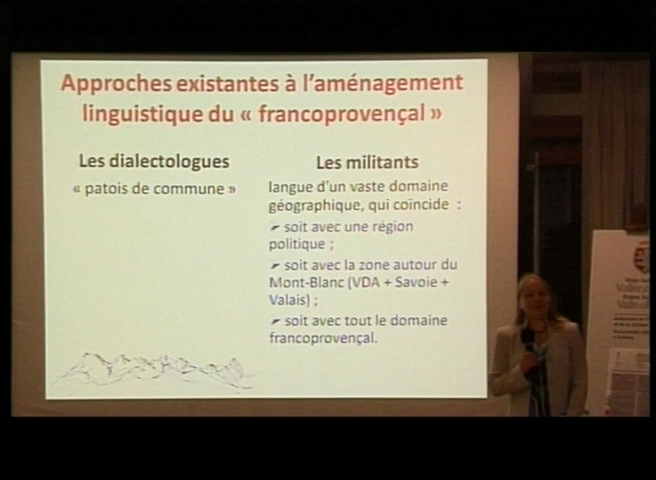 Approches existantes à l'aménagement
linguistique du « francoprovençal »
Les dialectologues
« patois de commune »
Les militants
langue d'un vaste domaine
géographique, qui coïncide :
soit avec une région
politique ;
soit avec la zone autour du
Mont-Blanc (VDA + Savoie +
Valais) ;
soit avec tout le domaine
francoprovençal.